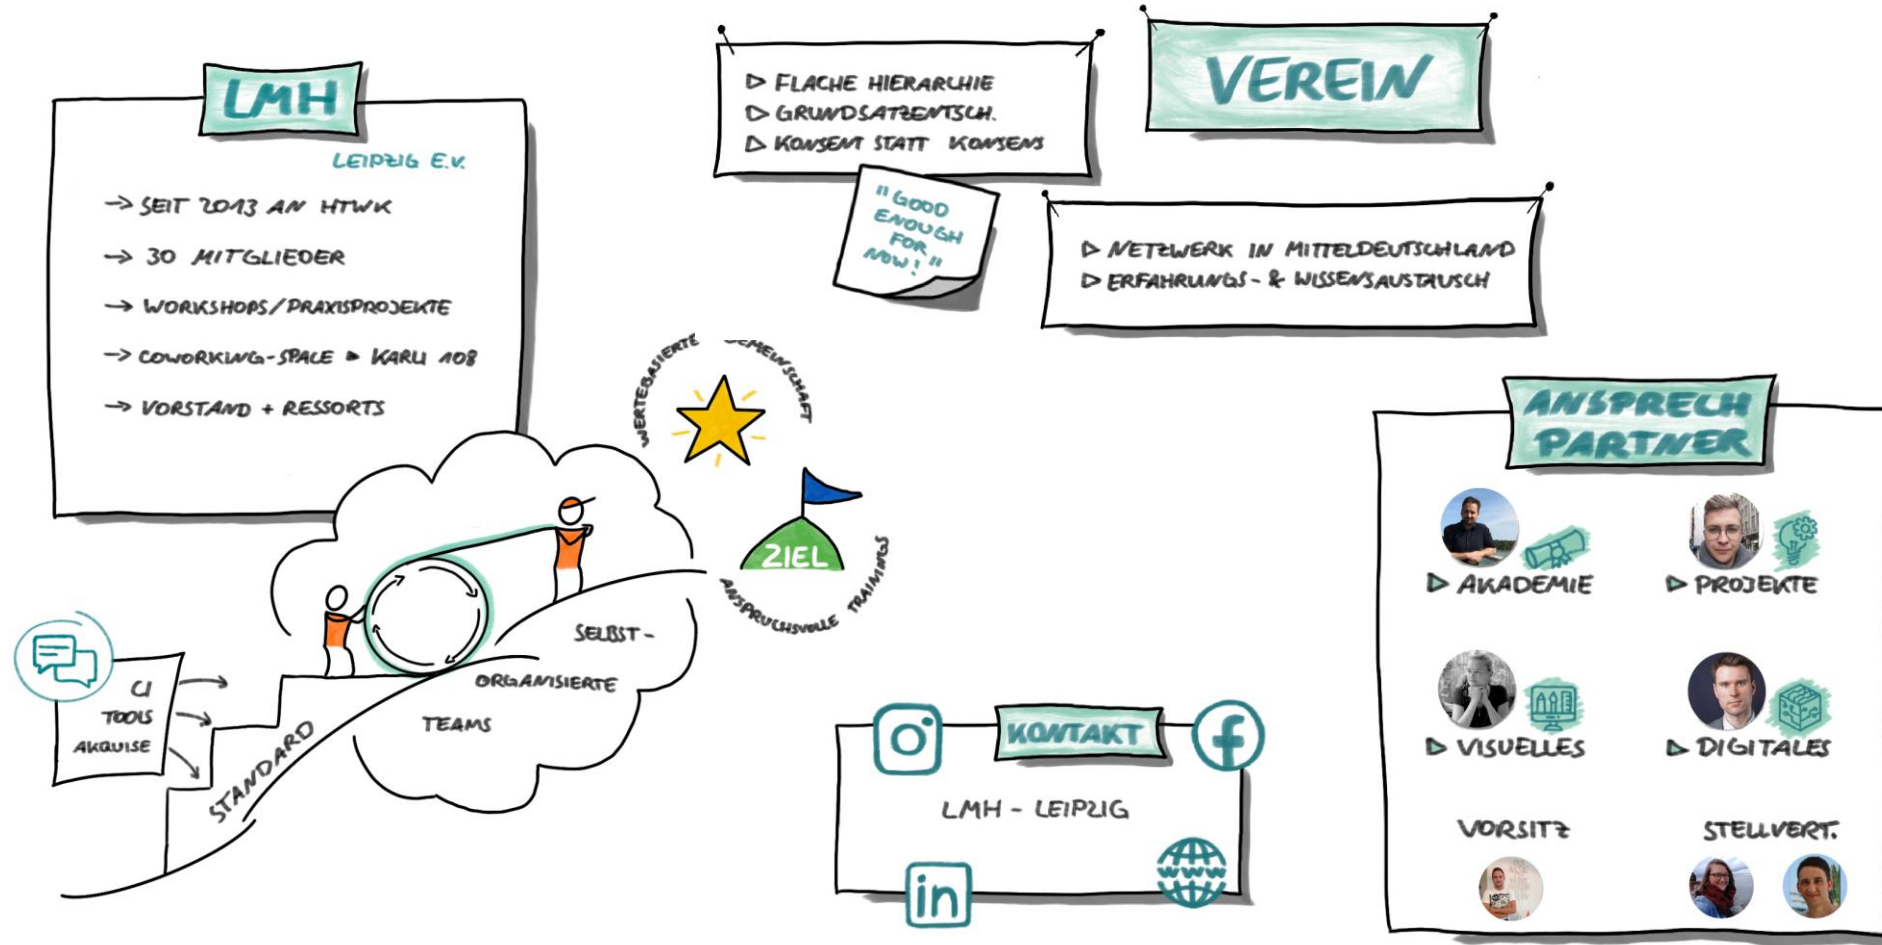 LMH
LEIPZIG E.V.
→ SEIT 2013 AN HTWK
→ 30 MITGLIEDER
→ WORKSHOPS/PRAXISPROJEKTE
→ COWORKING-SPACE ▸ KARLI 108
→ VORSTAND + RESSORTS
▷ FLACHE HIERARCHIE
▷ GRUNDSATZENTSCH.
▷ KONSENT STATT KONSENS
"GOOD
ENOUGH
FOR
NOW!"
VEREIN
▷ NETZWERK IN MITTELDEUTSCHLAND
▷ ERFAHRUNGS- & WISSENSAUSTAUSCH
WERTEBASIERTE GEMEINSCHAFT
ZIEL
ANSPRUCHSVOLLE TRAININGS
CI
TOOLS
AKQUISE
STANDARD
SELBST-
ORGANISIERTE
TEAMS
KONTAKT
LMH - LEIPZIG
in
WWW
ANSPRECH
PARTNER
▷ AKADEMIE
▷ PROJEKTE
▷ VISUELLES
▷ DIGITALES
VORSITZ
STELLVERT.